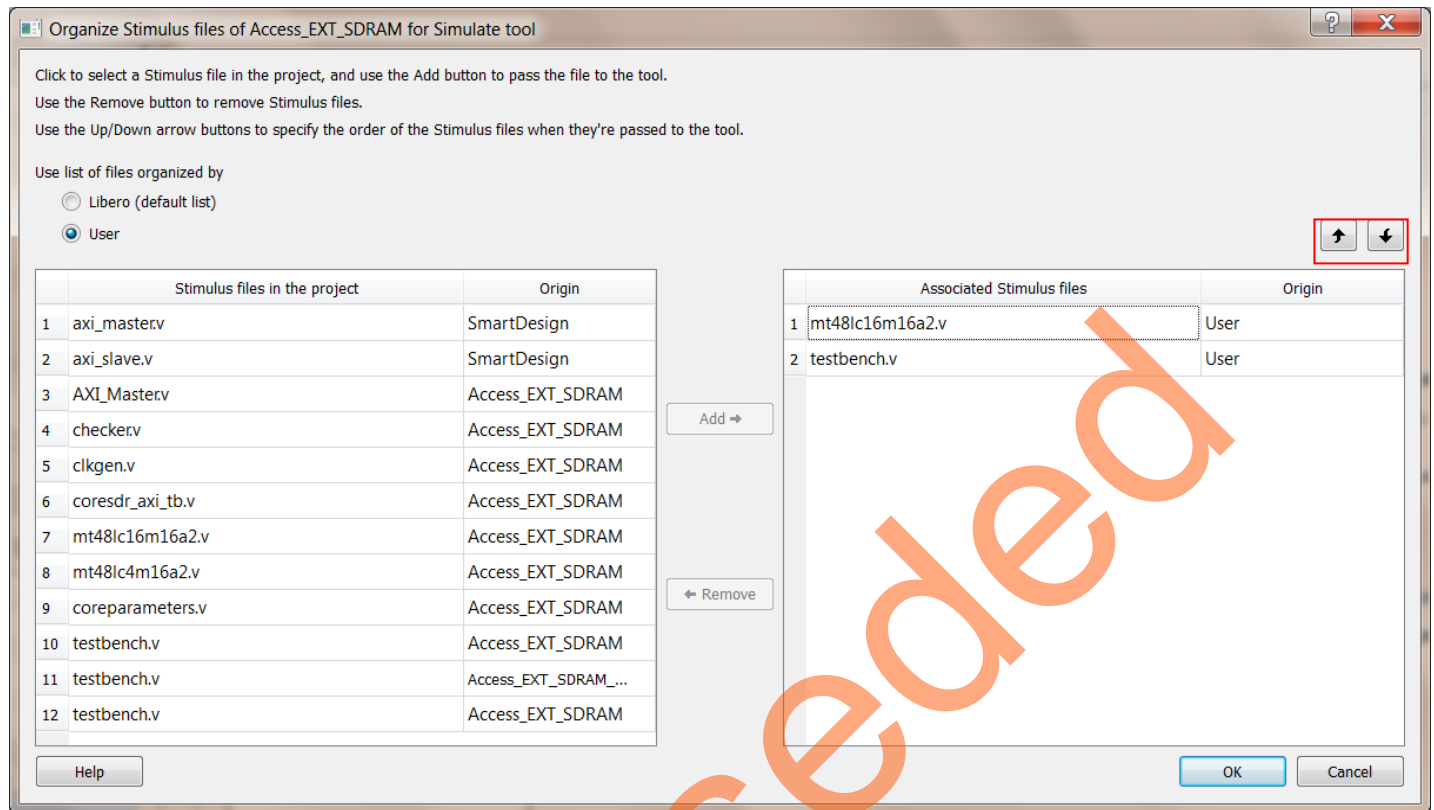 Organize Stimulus files of Access_EXT_SDRAM for Simulate tool
Click to select a Stimulus file in the project, and use the Add button to pass the file to the tool.
Use the Remove button to remove Stimulus files.
Use the Up/Down arrow buttons to specify the order of the Stimulus files when they're passed to the tool.
Use list of files organized by
Libero (default list)
User
Stimulus files in the project Origin
1 axi_master.v SmartDesign
2 axi_slave.v SmartDesign
3 AXI_Master.v Access_EXT_SDRAM
4 checker.v Access_EXT_SDRAM
5 clkgen.v Access_EXT_SDRAM
6 coresdr_axi_tb.v Access_EXT_SDRAM
7 mt48lc16m16a2.v Access_EXT_SDRAM
8 mt48lc4m16a2.v Access_EXT_SDRAM
9 coreparameters.v Access_EXT_SDRAM
10 testbench.v Access_EXT_SDRAM
11 testbench.v Access_EXT_SDRAM_...
12 testbench.v Access_EXT_SDRAM
Add
Remove
Associated Stimulus files Origin
1 mt48lc16m16a2.v User
2 testbench.v User
Help
OK Cancel
ceded